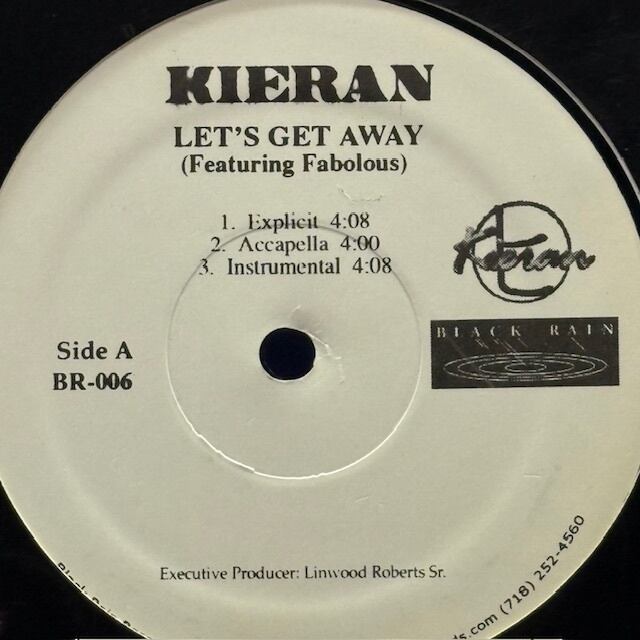 KIERAN
LET'S GET AWAY
(Featuring Fabolous)
1. Explicit 4:08
2. Accapella 4:00
3. Instrumental 4:08
Kieran
BLACK RAIN
Side A
BR-006
Executive Producer: Linwood Roberts Sr.
.com (718) 252-4560